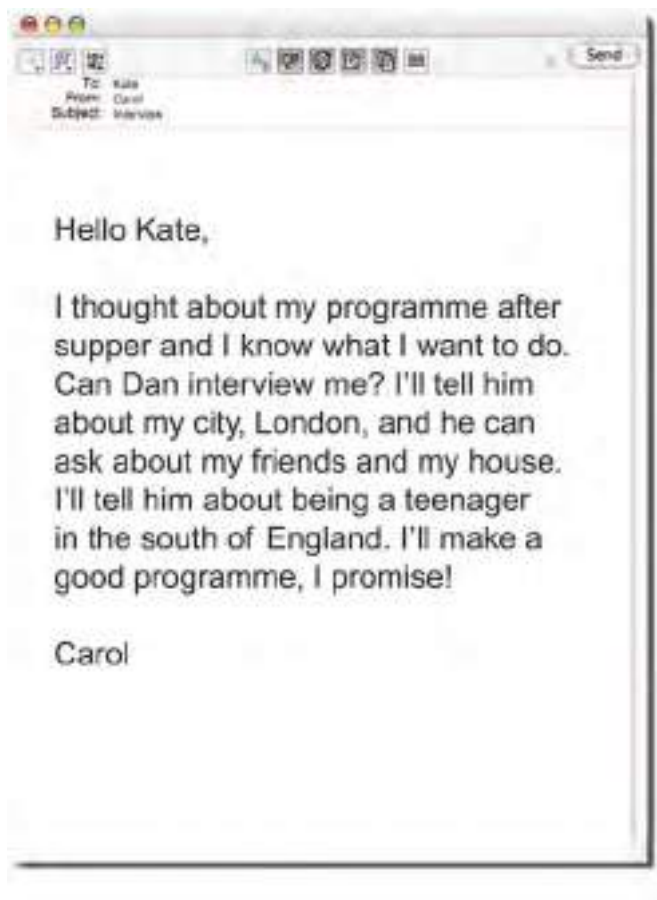 Send
To: Kate
From: Carol
Subject: Interview
Hello Kate,
I thought about my programme after
supper and I know what I want to do.
Can Dan interview me? I'll tell him
about my city, London, and he can
ask about my friends and my house.
I'll tell him about being a teenager
in the south of England. I'll make a
good programme, I promise!
Carol